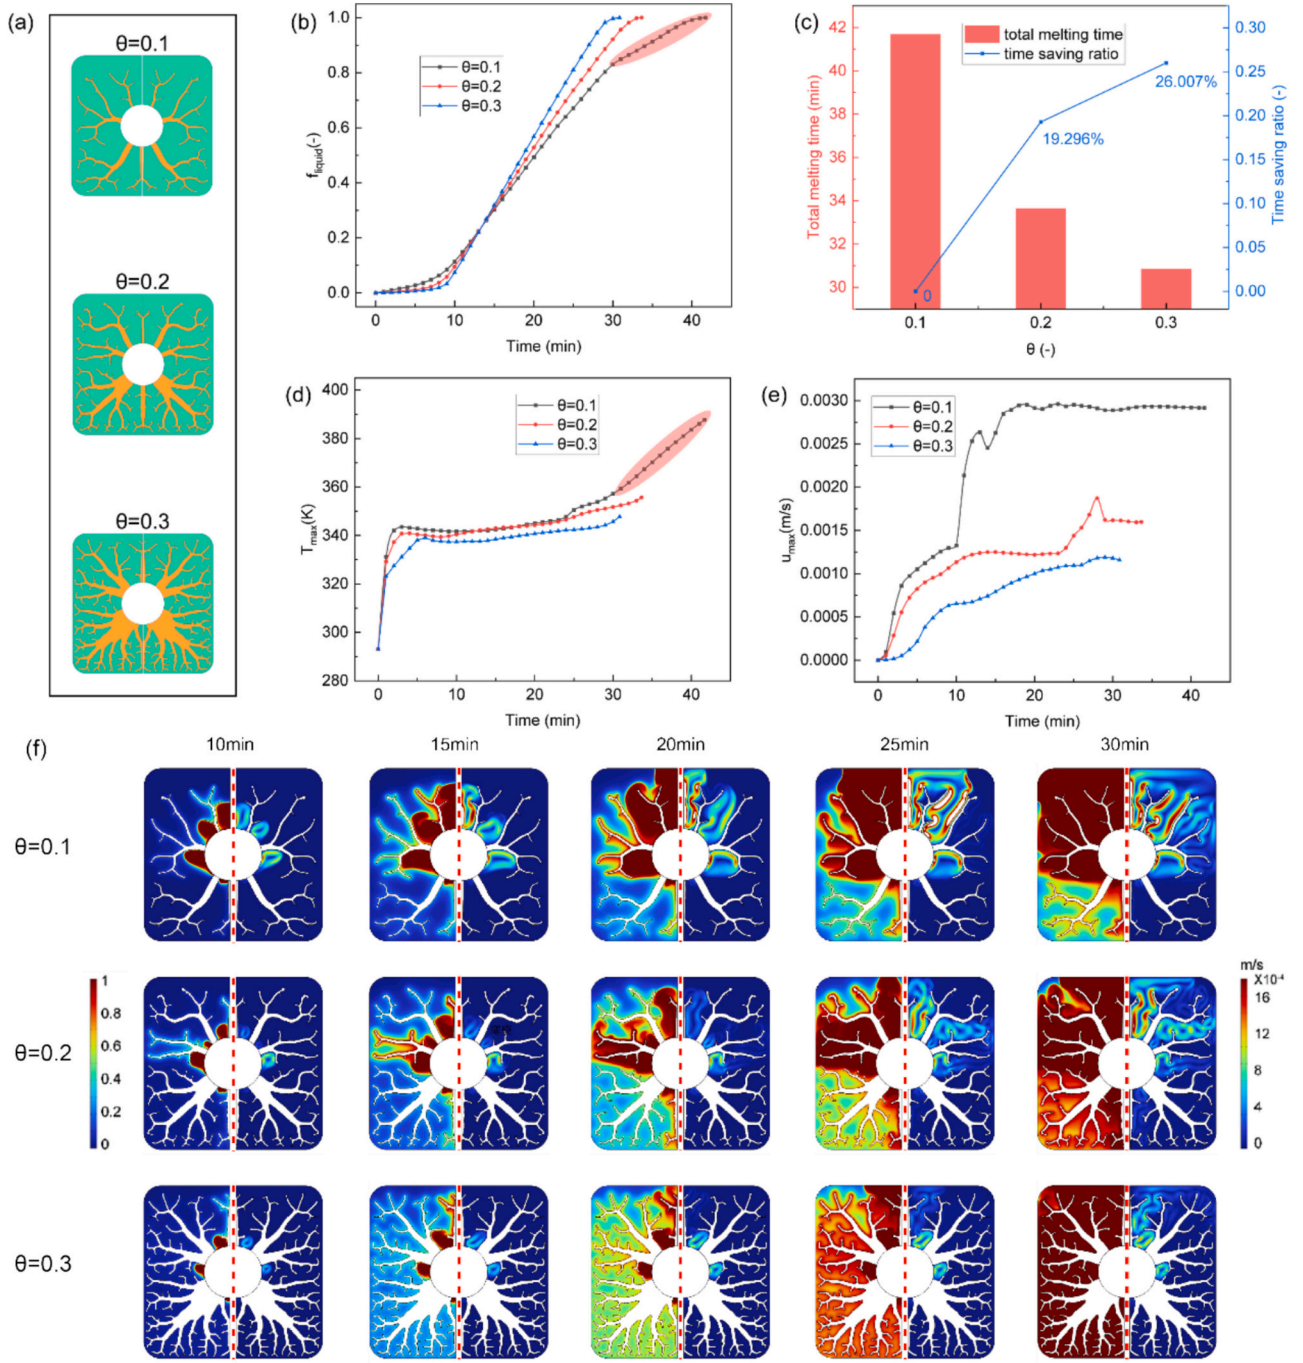 (a)
θ=0.1
θ=0.2
θ=0.3
(b)
f_liquid(-)
1.0
0.8
0.6
0.4
0.2
0.0
θ=0.1
θ=0.2
θ=0.3
0 10 20 30 40
Time (min)
(c)
Total melting time (min)
42
40
38
36
34
32
30
total melting time
time saving ratio
0
19.296%
26.007%
0.30
0.25
0.20
0.15
0.10
0.05
0.00
Time saving ratio (-)
0.1 0.2 0.3
θ (-)
(d)
T_max(K)
400
380
360
340
320
300
280
θ=0.1
θ=0.2
θ=0.3
0 10 20 30 40
Time (min)
(e)
u_max(m/s)
0.0030
0.0025
0.0020
0.0015
0.0010
0.0005
0.0000
θ=0.1
θ=0.2
θ=0.3
0 10 20 30 40
Time (min)
(f)
10min 15min 20min 25min 30min
θ=0.1
θ=0.2
θ=0.3
1
0.8
0.6
0.4
0.2
0
m/s
X10⁻⁴
16
12
8
4
0